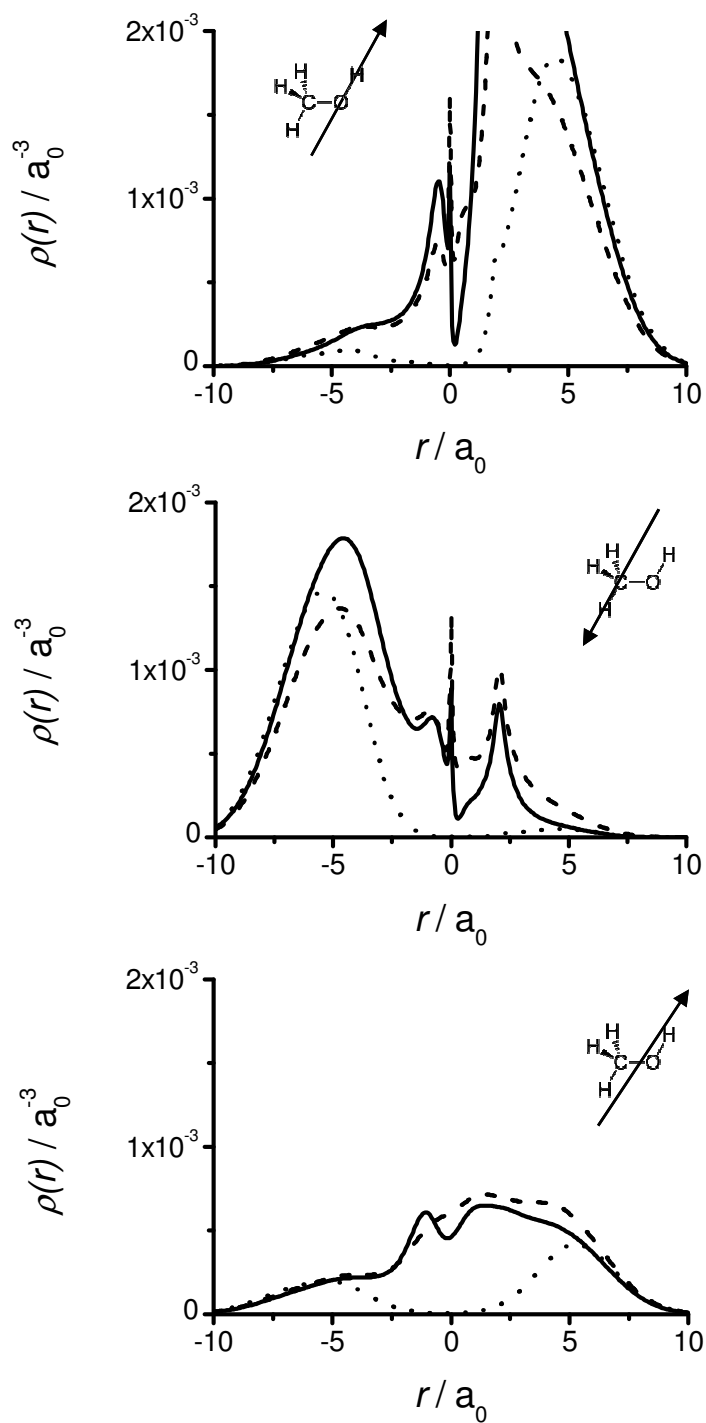 2x10⁻³
1x10⁻³
0
ρ(r) / a₀⁻³
-10 -5 0 5 10
r / a₀
H
H C O H
H
2x10⁻³
1x10⁻³
0
ρ(r) / a₀⁻³
-10 -5 0 5 10
r / a₀
H H
H C O
H
2x10⁻³
1x10⁻³
0
ρ(r) / a₀⁻³
-10 -5 0 5 10
r / a₀
H H
H C O
H